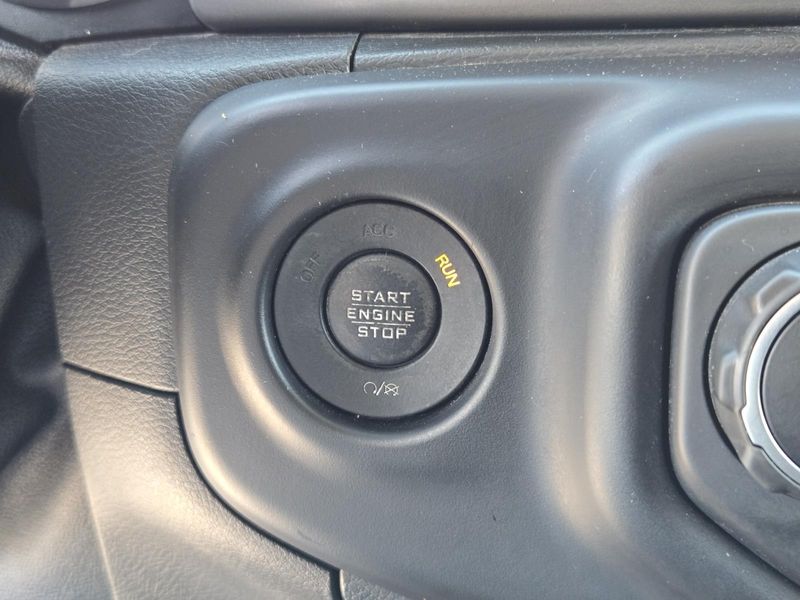 OFF
ACC
RUN
START
ENGINE
STOP